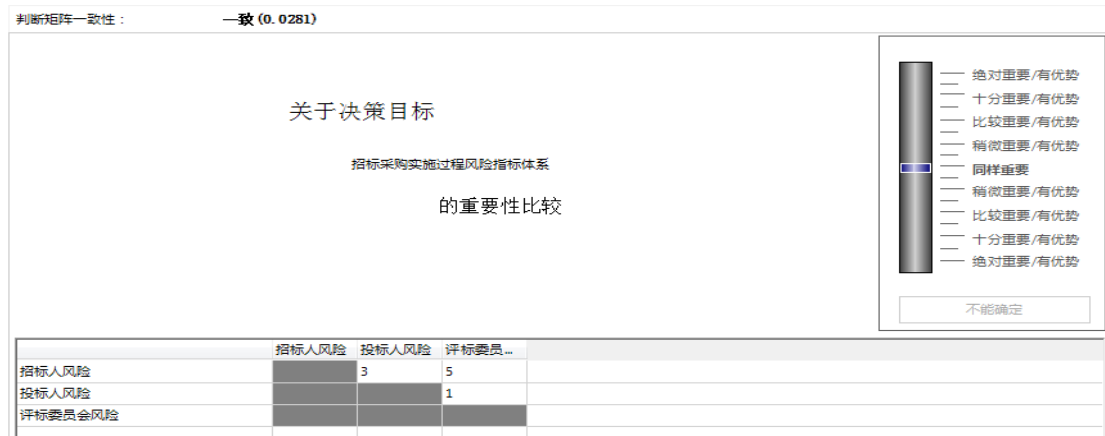 判断矩阵一致性： 一致 (0.0281)
关于决策目标
招标采购实施过程风险指标体系
的重要性比较
绝对重要/有优势
十分重要/有优势
比较重要/有优势
稍微重要/有优势
同样重要
稍微重要/有优势
比较重要/有优势
十分重要/有优势
绝对重要/有优势
不能确定
招标人风险 投标人风险 评标委员...
招标人风险 3 5
投标人风险 1
评标委员会风险